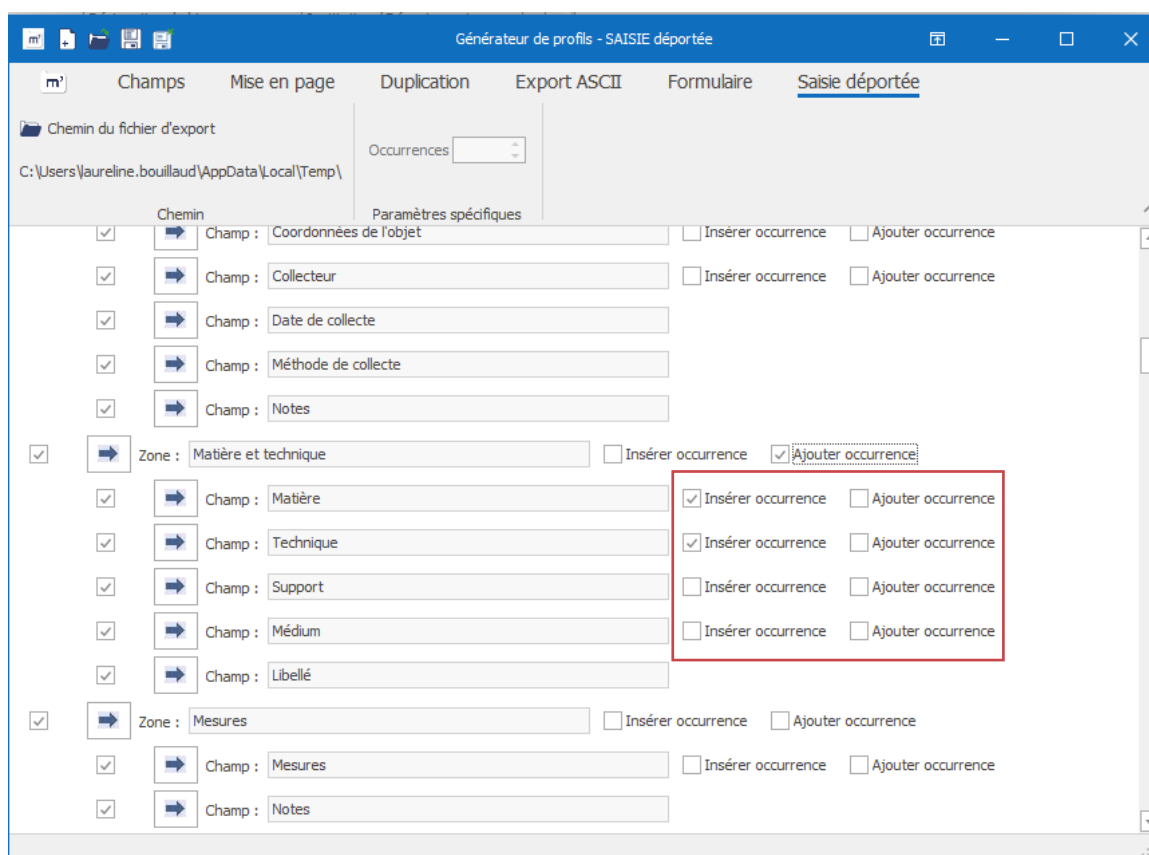 m³ Générateur de profils - SAISIE déportée
m³ Champs Mise en page Duplication Export ASCII Formulaire Saisie déportée
Chemin du fichier d'export
Occurrences
C:\Users\laureline.bouillaud\AppData\Local\Temp\
Chemin Paramètres spécifiques
Champ : Coordonnées de l'objet Insérer occurrence Ajouter occurrence
Champ : Collecteur Insérer occurrence Ajouter occurrence
Champ : Date de collecte
Champ : Méthode de collecte
Champ : Notes
Zone : Matière et technique Insérer occurrence Ajouter occurrence
Champ : Matière Insérer occurrence Ajouter occurrence
Champ : Technique Insérer occurrence Ajouter occurrence
Champ : Support Insérer occurrence Ajouter occurrence
Champ : Médium Insérer occurrence Ajouter occurrence
Champ : Libellé
Zone : Mesures Insérer occurrence Ajouter occurrence
Champ : Mesures Insérer occurrence Ajouter occurrence
Champ : Notes